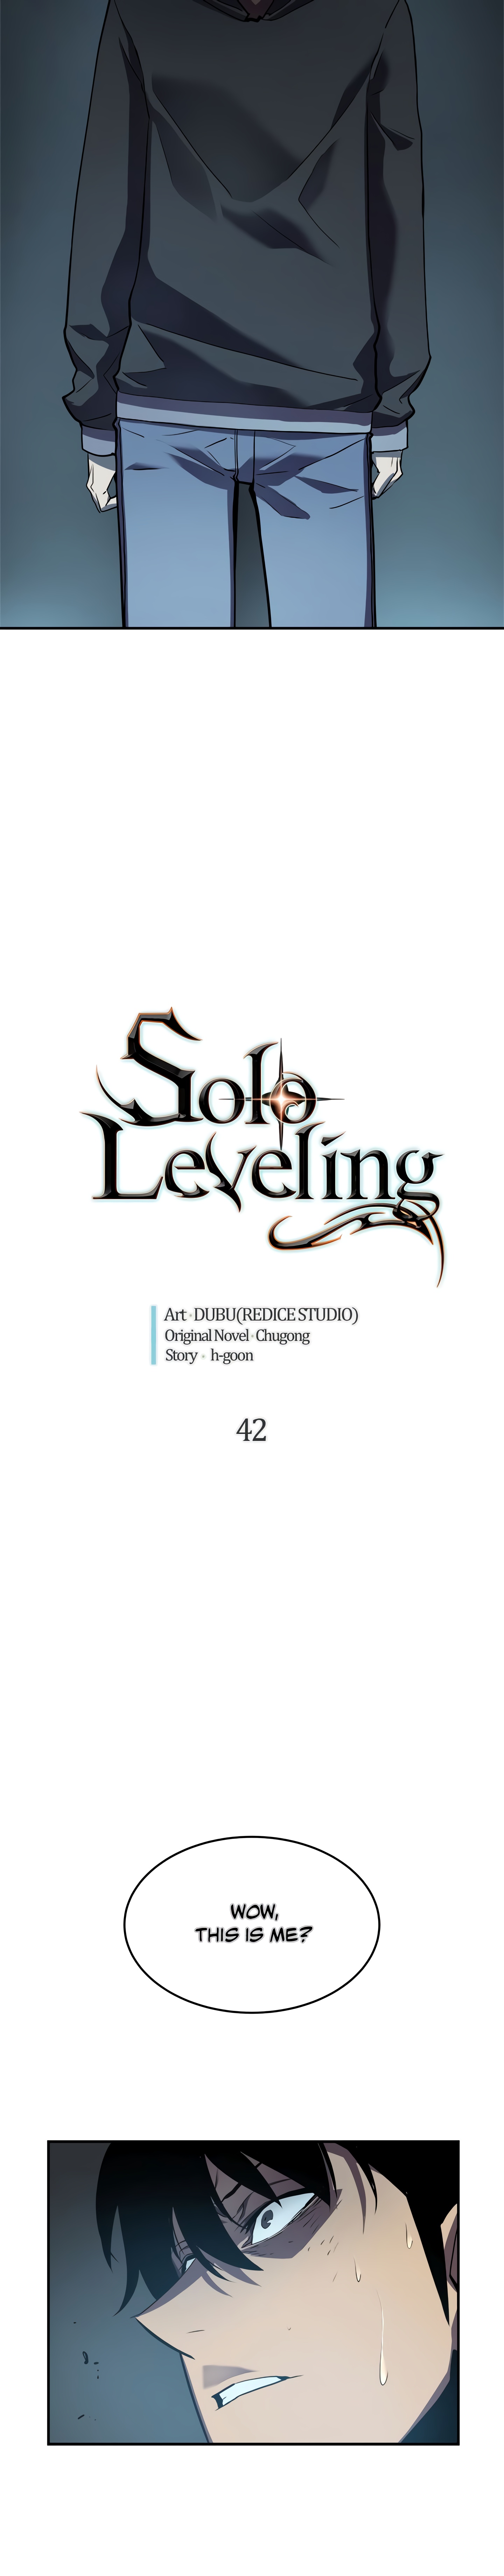 Solo
Leveling
Art · DUBU(REDICE STUDIO)
Original Novel · Chugong
Story · h-goon
42
WOW,
THIS IS ME?